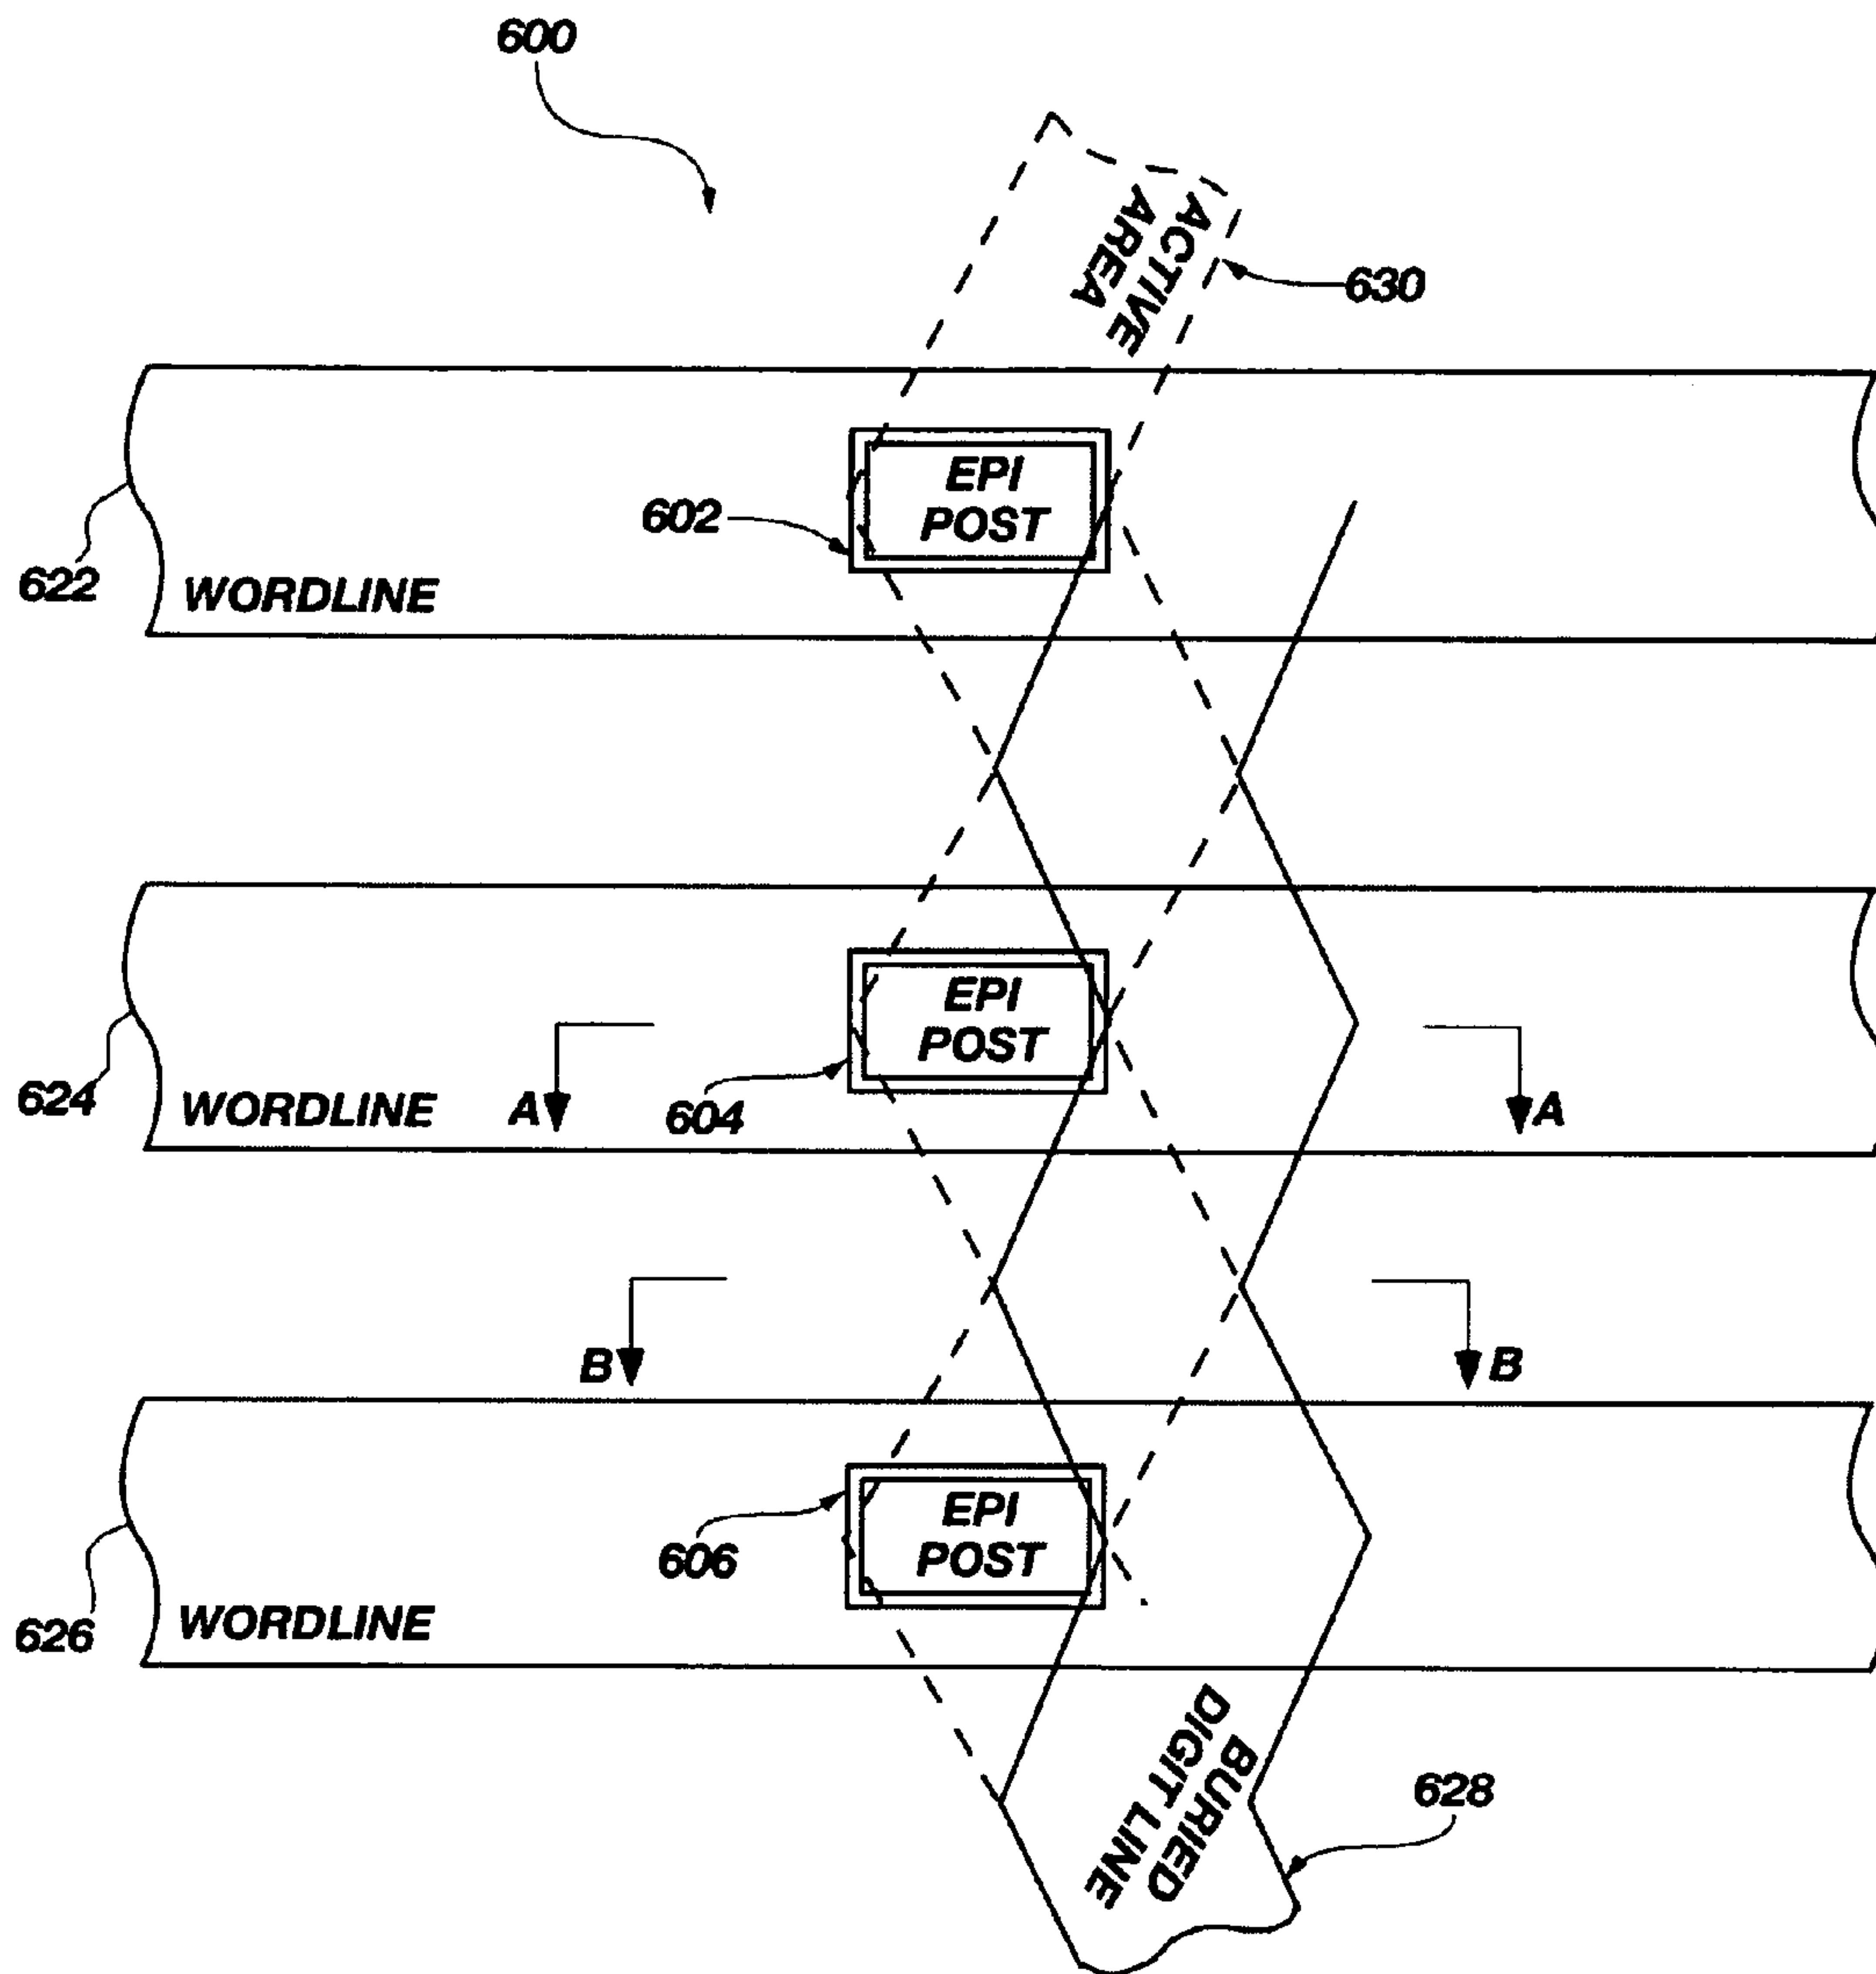 600
ACTIVE
AREA
630
EPI
POST
602
622
WORDLINE
EPI
POST
604
624
WORDLINE
A
A
B
B
EPI
POST
606
626
WORDLINE
BURIED
DIGIT LINE
628